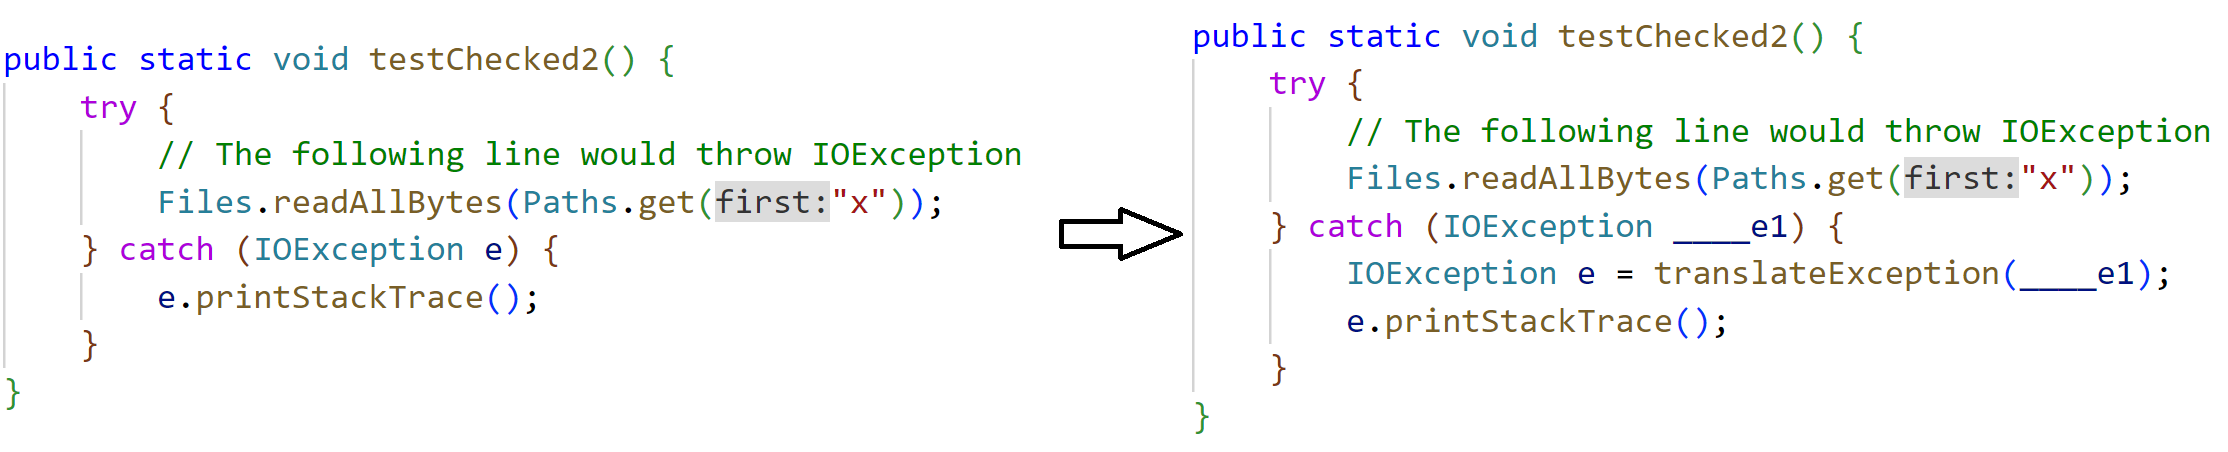 public static void testChecked2() {
try {
// The following line would throw IOException
Files.readAllBytes(Paths.get(first:"x"));
} catch (IOException e) {
e.printStackTrace();
}
}
public static void testChecked2() {
try {
// The following line would throw IOException
Files.readAllBytes(Paths.get(first:"x"));
} catch (IOException ____e1) {
IOException e = translateException(____e1);
e.printStackTrace();
}
}